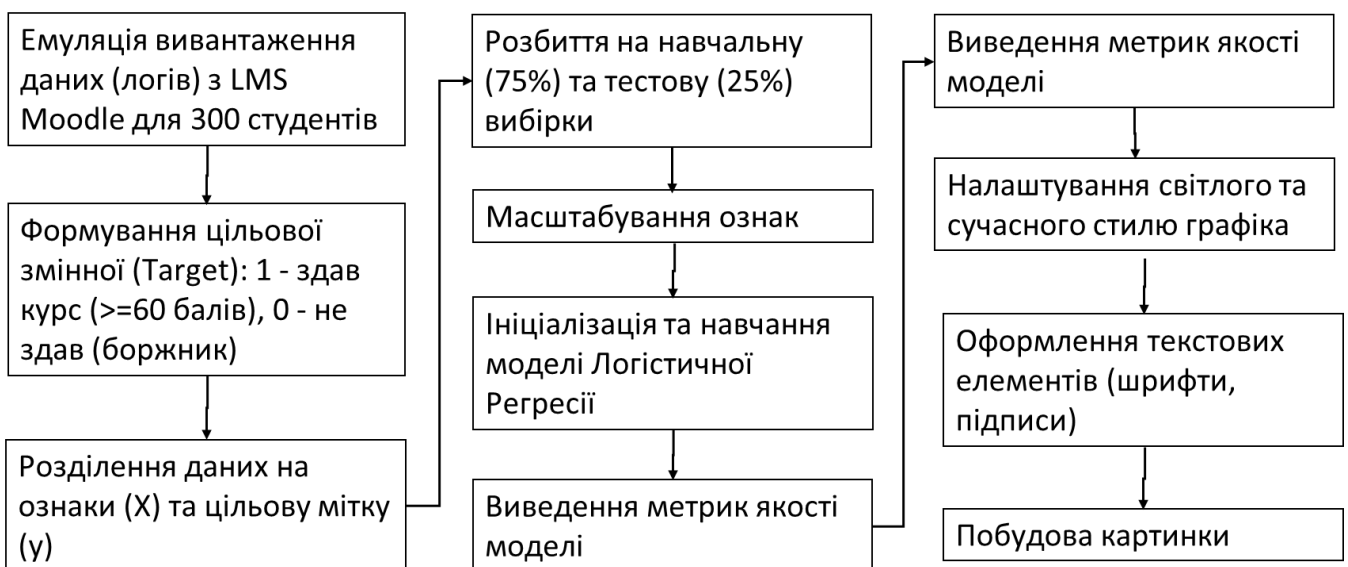 Емуляція вивантаження
даних (логів) з LMS
Moodle для 300 студентів
Формування цільової
змінної (Target): 1 - здав
курс (>=60 балів), 0 - не
здав (боржник)
Розділення даних на
ознаки (X) та цільову мітку
(y)
Розбиття на навчальну
(75%) та тестову (25%)
вибірки
Масштабування ознак
Ініціалізація та навчання
моделі Логістичної
Регресії
Виведення метрик якості
моделі
Виведення метрик якості
моделі
Налаштування світлого та
сучасного стилю графіка
Оформлення текстових
елементів (шрифти,
підписи)
Побудова картинки